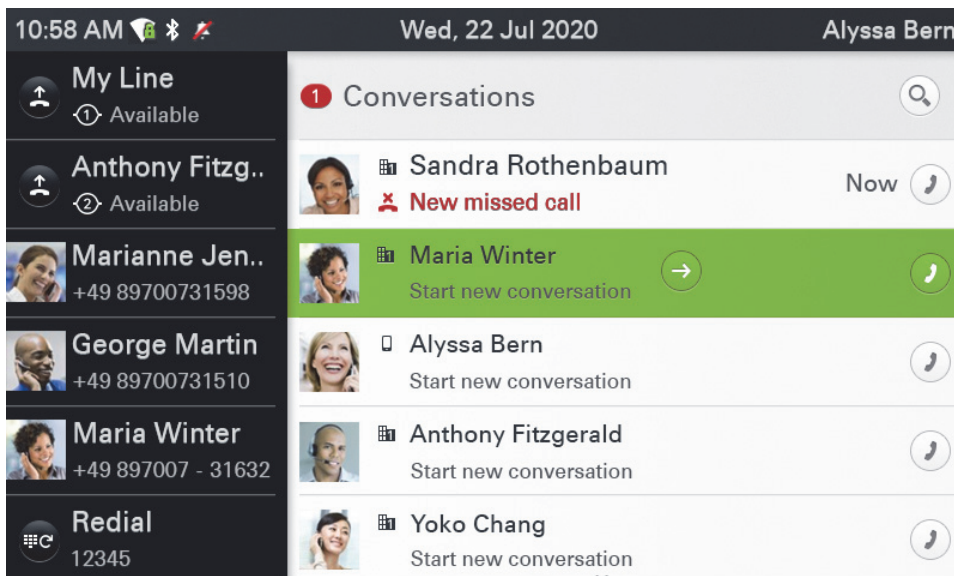 10:58 AM
Wed, 22 Jul 2020
Alyssa Bern
My Line
1 Available
Anthony Fitzg..
2 Available
Marianne Jen..
+49 89700731598
George Martin
+49 89700731510
Maria Winter
+49 897007 - 31632
Redial
12345
1 Conversations
Sandra Rothenbaum
New missed call
Now
Maria Winter
Start new conversation
Alyssa Bern
Start new conversation
Anthony Fitzgerald
Start new conversation
Yoko Chang
Start new conversation